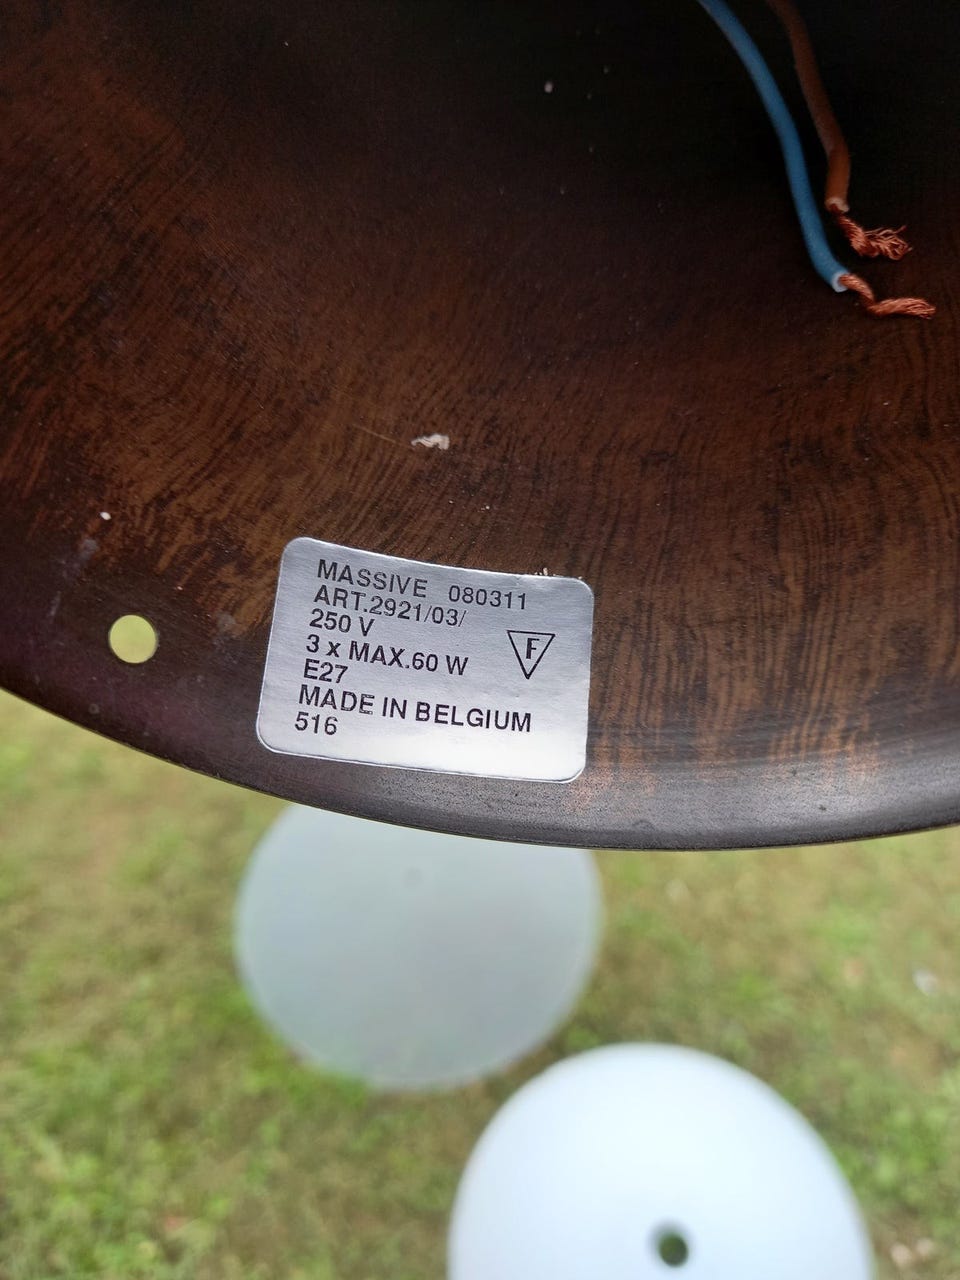 MASSIVE 080311
ART.2921/03/
250 V
3 x MAX.60 W
F
E27
MADE IN BELGIUM
516